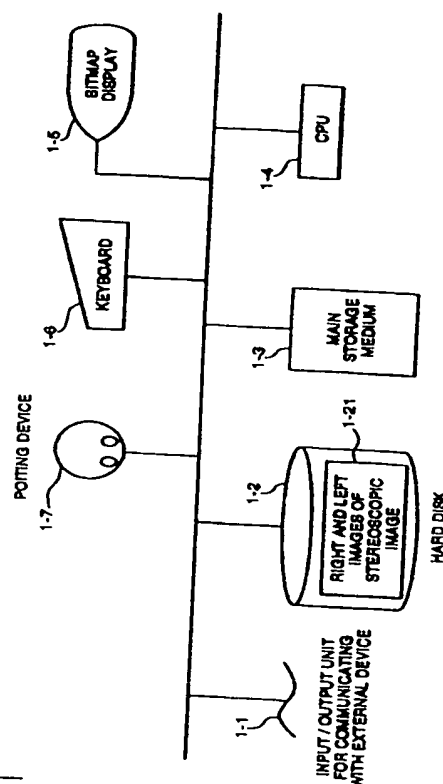 POITING DEVICE
1-7
KEYBOARD
1-6
BITMAP
DISPLAY
1-5
1-1
INPUT / OUTPUT UNIT
FOR COMMUNICATING
WITH EXTERNAL DEVICE
1-2
1-21
RIGHT AND LEFT
IMAGES OF
STEREOSCOPIC
IMAGE
HARD DISK
1-3
MAIN
STORAGE
MEDIUM
1-4
CPU